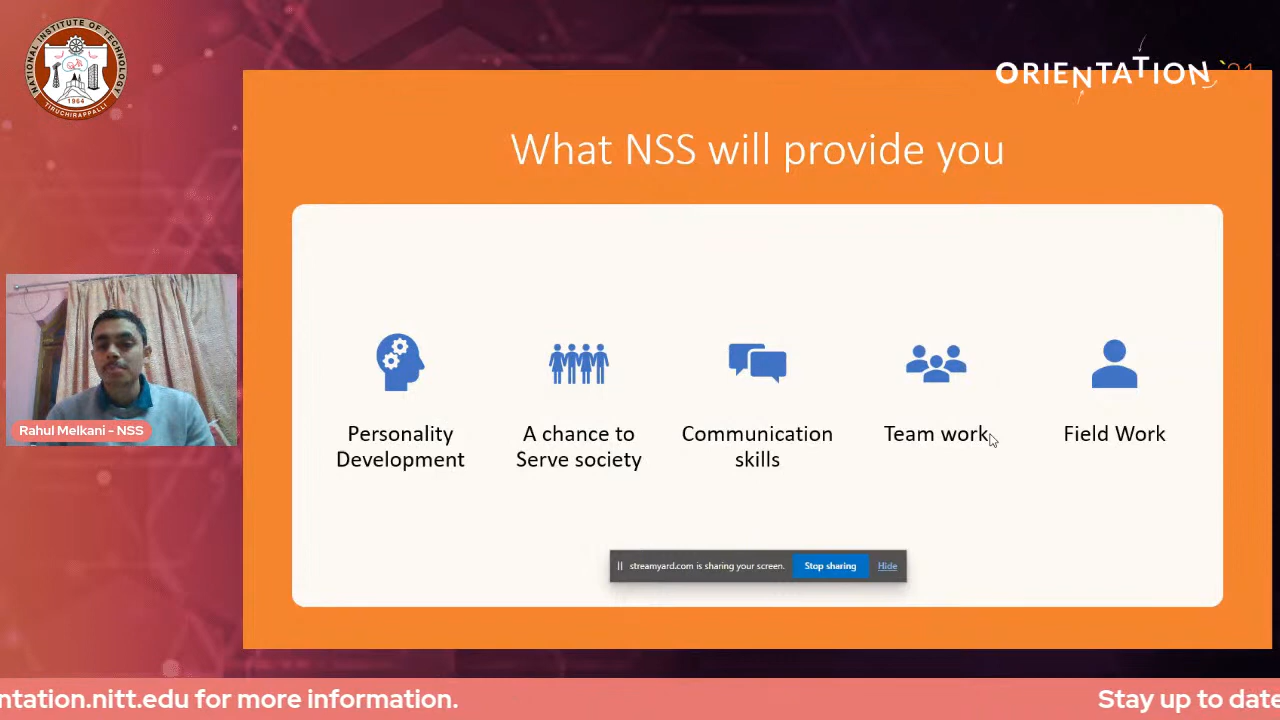 NATIONAL INSTITUTE OF TECHNOLOGY
1964
TIRUCHIRAPPALLI
ORIENTATION `21
What NSS will provide you
Personality
Development
A chance to
Serve society
Communication
skills
Team work
Field Work
Rahul Melkani - NSS
streamyard.com is sharing your screen.
Stop sharing
Hide
ntation.nitt.edu for more information.
Stay up to date